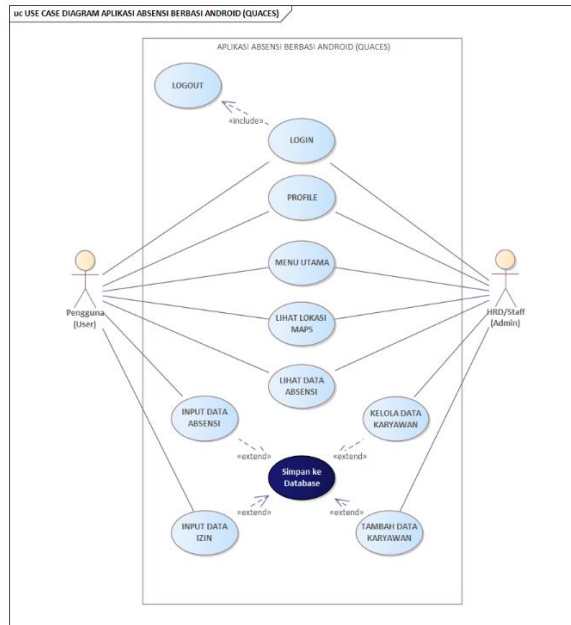 uc USE CASE DIAGRAM APLIKASI ABSENSI BERBASI ANDROID (QUACES)
APLIKASI ABSENSI BERBASI ANDROID (QUACES)
LOGOUT
«include»
LOGIN
PROFILE
MENU UTAMA
Pengguna
(User)
HRD/Staff
(Admin)
LIHAT LOKASI
MAPS
LIHAT DATA
ABSENSI
INPUT DATA
ABSENSI
KELOLA DATA
KARYAWAN
«extend»
«extend»
Simpan ke
Database
«extend»
«extend»
INPUT DATA
IZIN
TAMBAH DATA
KARYAWAN